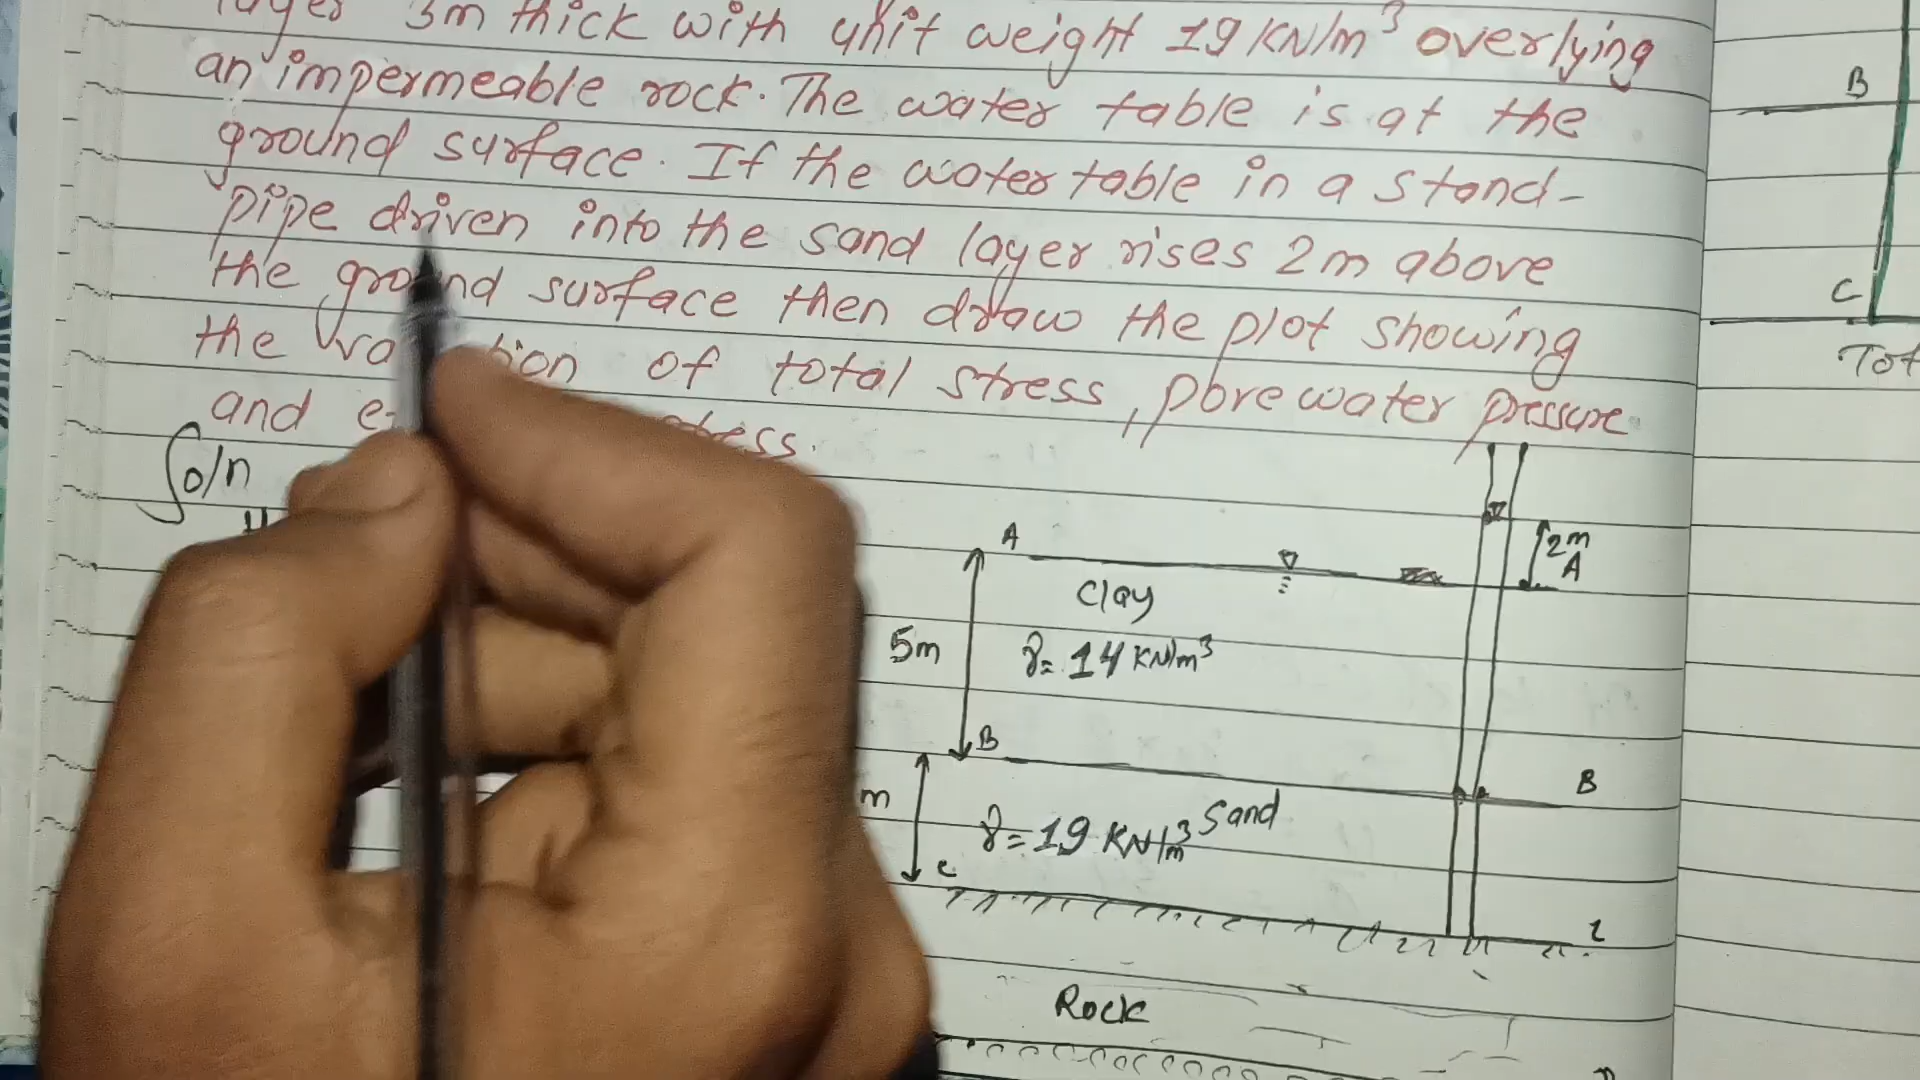 layer 3m thick with unit weight 19 KN/m³ overlying
an impermeable rock. The water table is at the
ground surface. If the water table in a stand-
pipe driven into the sand layer rises 2m above
the ground surface then draw the plot showing
the of total stress, pore water pressure
and
Soln
A
Clay
γ = 14 KN/m³
5m
2m
A
B
B
m
γ = 19 KN/m³ Sand
C
Rock
B
C